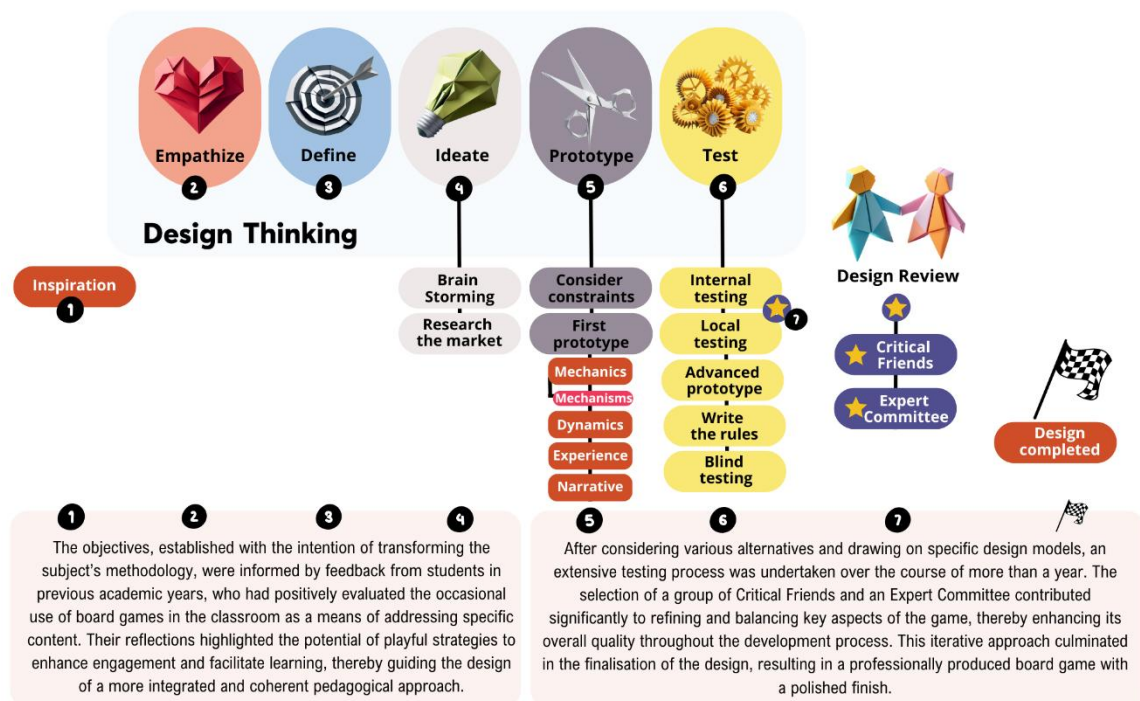 Empathize
2
Define
3
Ideate
4
Prototype
5
Test
6
Design Thinking
Inspiration
1
Brain
Storming
Research
the market
Consider
constraints
First
prototype
Mechanics
Mechanisms
Dynamics
Experience
Narrative
Internal
testing
7
Local
testing
Advanced
prototype
Write
the rules
Blind
testing
Design Review
Critical
Friends
Expert
Committee
Design
completed
1
2
3
4
The objectives, established with the intention of transforming the
subject's methodology, were informed by feedback from students in
previous academic years, who had positively evaluated the occasional
use of board games in the classroom as a means of addressing specific
content. Their reflections highlighted the potential of playful strategies to
enhance engagement and facilitate learning, thereby guiding the design
of a more integrated and coherent pedagogical approach.
5
6
7
After considering various alternatives and drawing on specific design models, an
extensive testing process was undertaken over the course of more than a year. The
selection of a group of Critical Friends and an Expert Committee contributed
significantly to refining and balancing key aspects of the game, thereby enhancing its
overall quality throughout the development process. This iterative approach culminated
in the finalisation of the design, resulting in a professionally produced board game with
a polished finish.